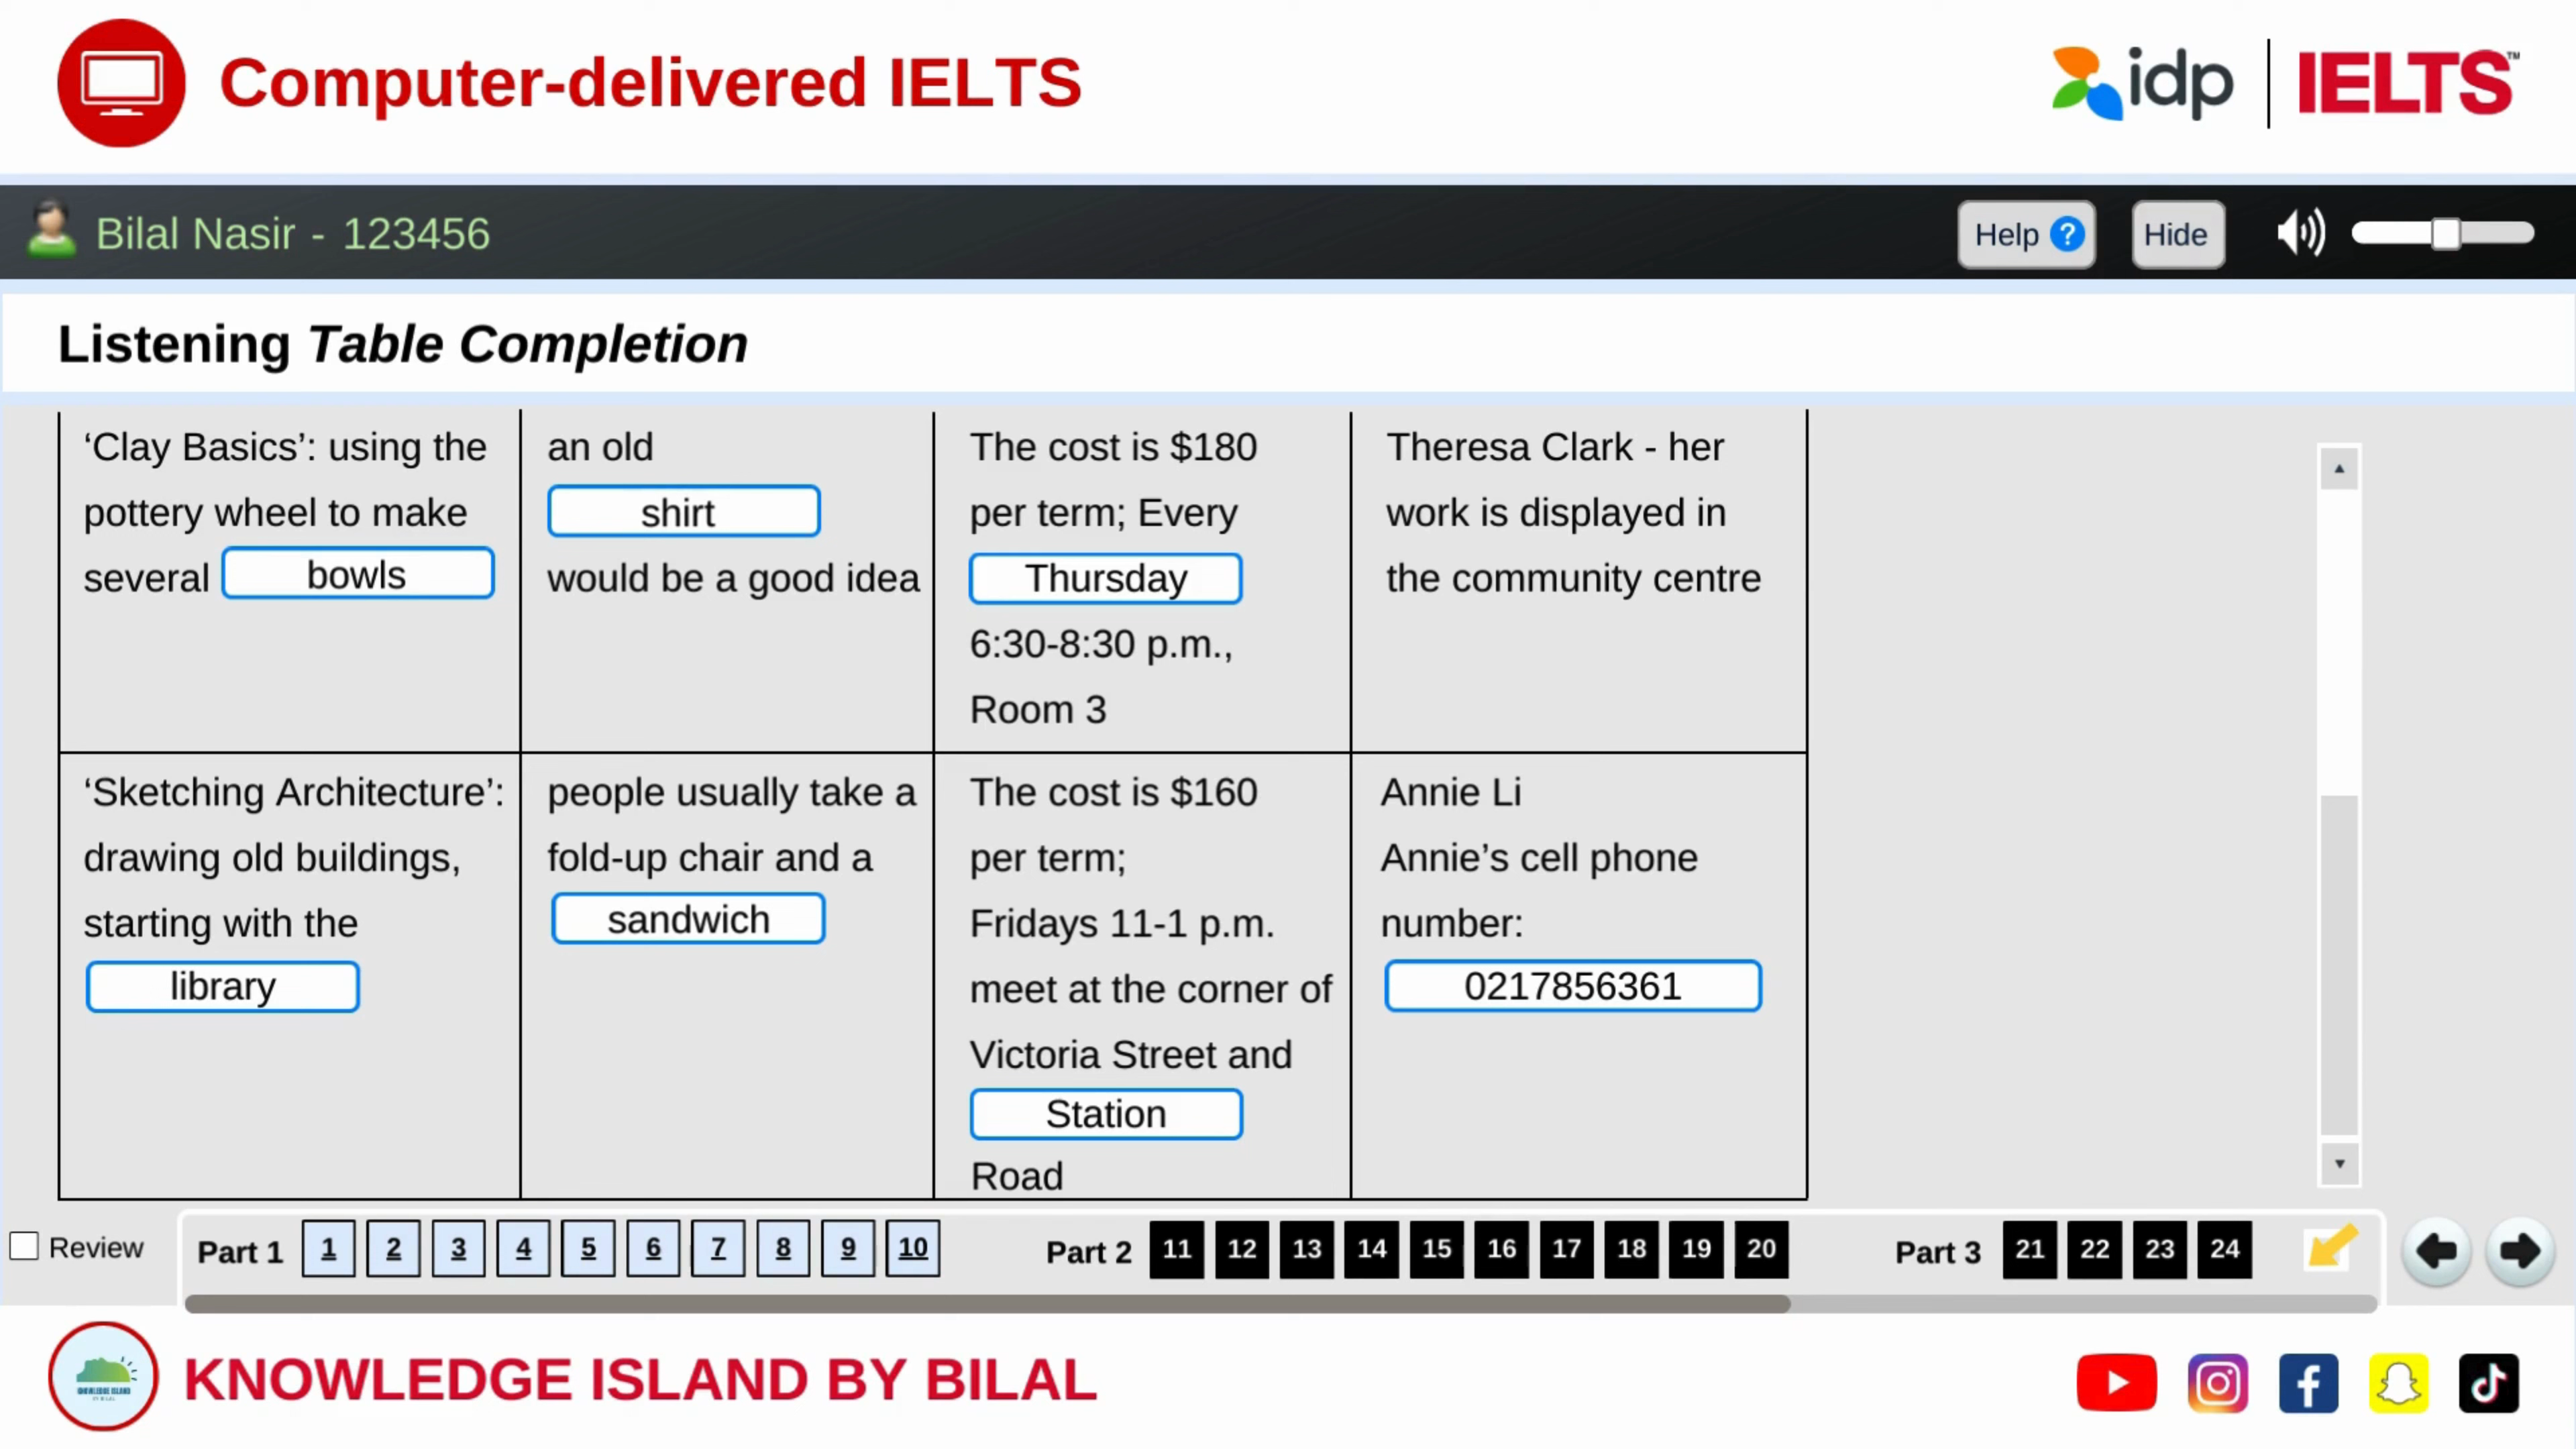 Computer-delivered IELTS
idp | IELTS™
Bilal Nasir - 123456
Help ?
Hide
Listening Table Completion
‘Clay Basics’: using the
pottery wheel to make
several bowls
an old
shirt
would be a good idea
The cost is $180
per term; Every
Thursday
6:30-8:30 p.m.,
Room 3
Theresa Clark - her
work is displayed in
the community centre
‘Sketching Architecture’:
drawing old buildings,
starting with the
library
people usually take a
fold-up chair and a
sandwich
The cost is $160
per term;
Fridays 11-1 p.m.
meet at the corner of
Victoria Street and
Station
Road
Annie Li
Annie’s cell phone
number:
0217856361
Review
Part 1 1 2 3 4 5 6 7 8 9 10
Part 2 11 12 13 14 15 16 17 18 19 20
Part 3 21 22 23 24
KNOWLEDGE ISLAND
BY BILAL
KNOWLEDGE ISLAND BY BILAL